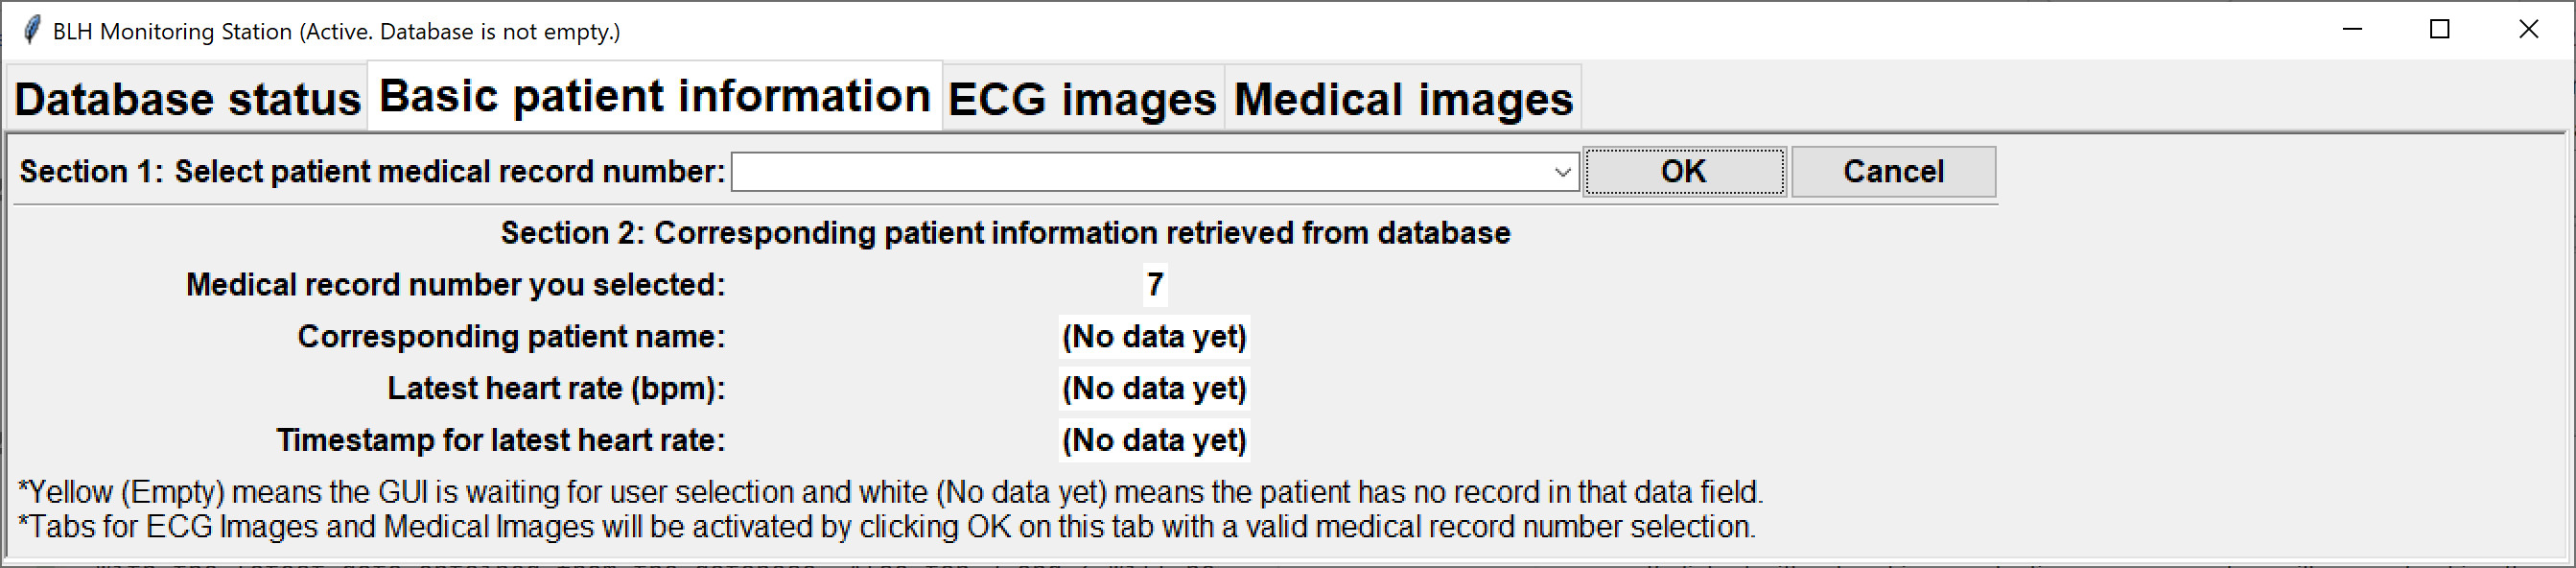 BLH Monitoring Station (Active. Database is not empty.)
Database status Basic patient information ECG images Medical images
Section 1: Select patient medical record number: OK Cancel
Section 2: Corresponding patient information retrieved from database
Medical record number you selected: 7
Corresponding patient name: (No data yet)
Latest heart rate (bpm): (No data yet)
Timestamp for latest heart rate: (No data yet)
*Yellow (Empty) means the GUI is waiting for user selection and white (No data yet) means the patient has no record in that data field.
*Tabs for ECG Images and Medical Images will be activated by clicking OK on this tab with a valid medical record number selection.